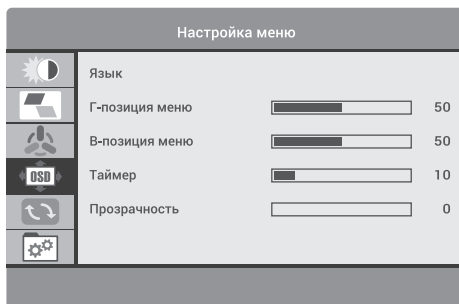 Настройка меню
Язык
Г-позиция меню 50
В-позиция меню 50
OSD
Таймер 10
Прозрачность 0